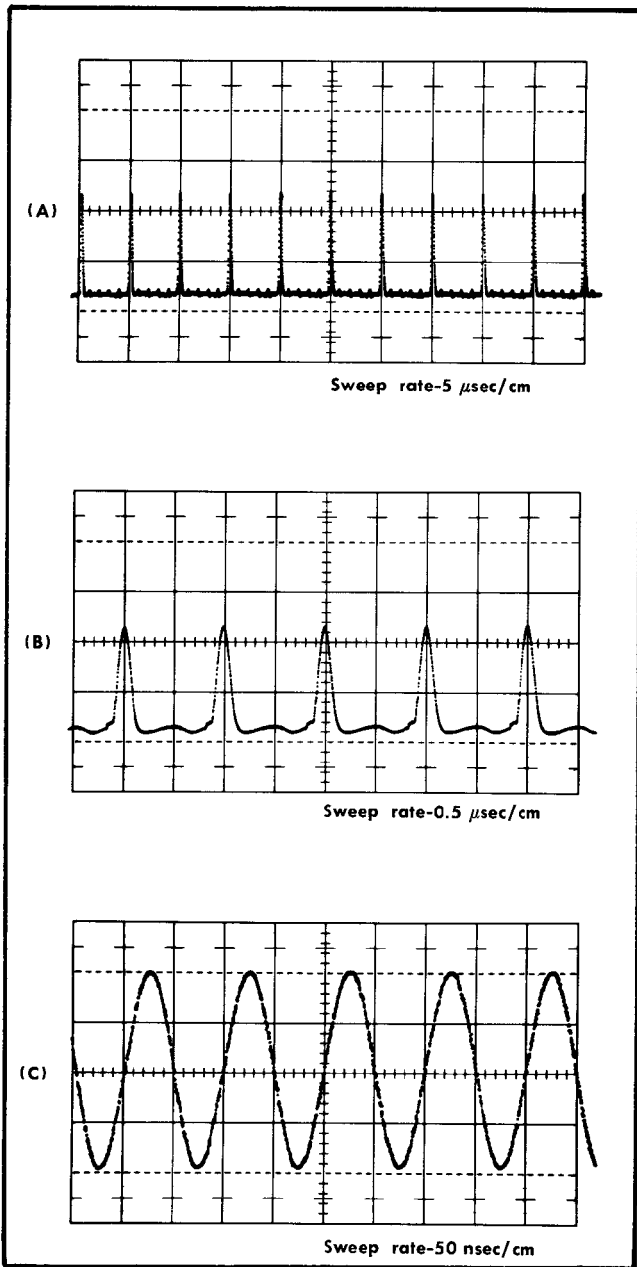 (A)
Sweep rate-5 μsec/cm
(B)
Sweep rate-0.5 μsec/cm
(C)
Sweep rate-50 nsec/cm